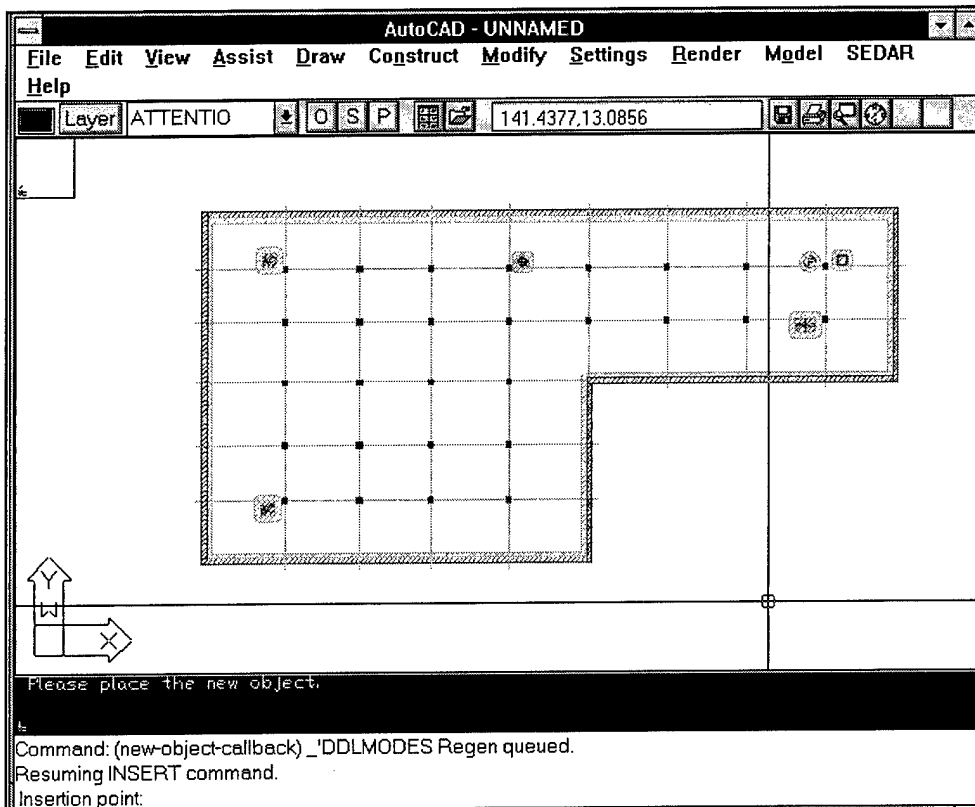 AutoCAD - UNNAMED
File Edit View Assist Draw Construct Modify Settings Render Model SEDAR
Help
Layer ATTENTIO O S P 141.4377,13.0856
Y
W
X
Please place the new object.
Command: (new-object-callback) _'DDLMODES Regen queued.
Resuming INSERT command.
Insertion point: